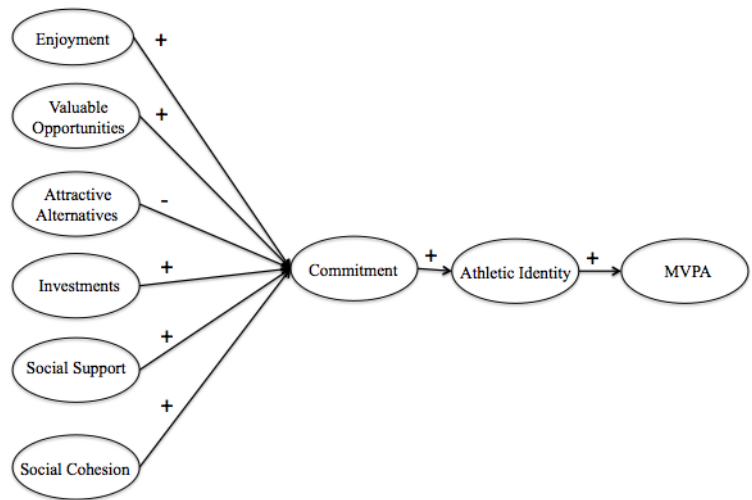 Enjoyment
+
Valuable
Opportunities
+
Attractive
Alternatives
-
Investments
+
Social Support
+
Social Cohesion
+
Commitment
+
Athletic Identity
+
MVPA